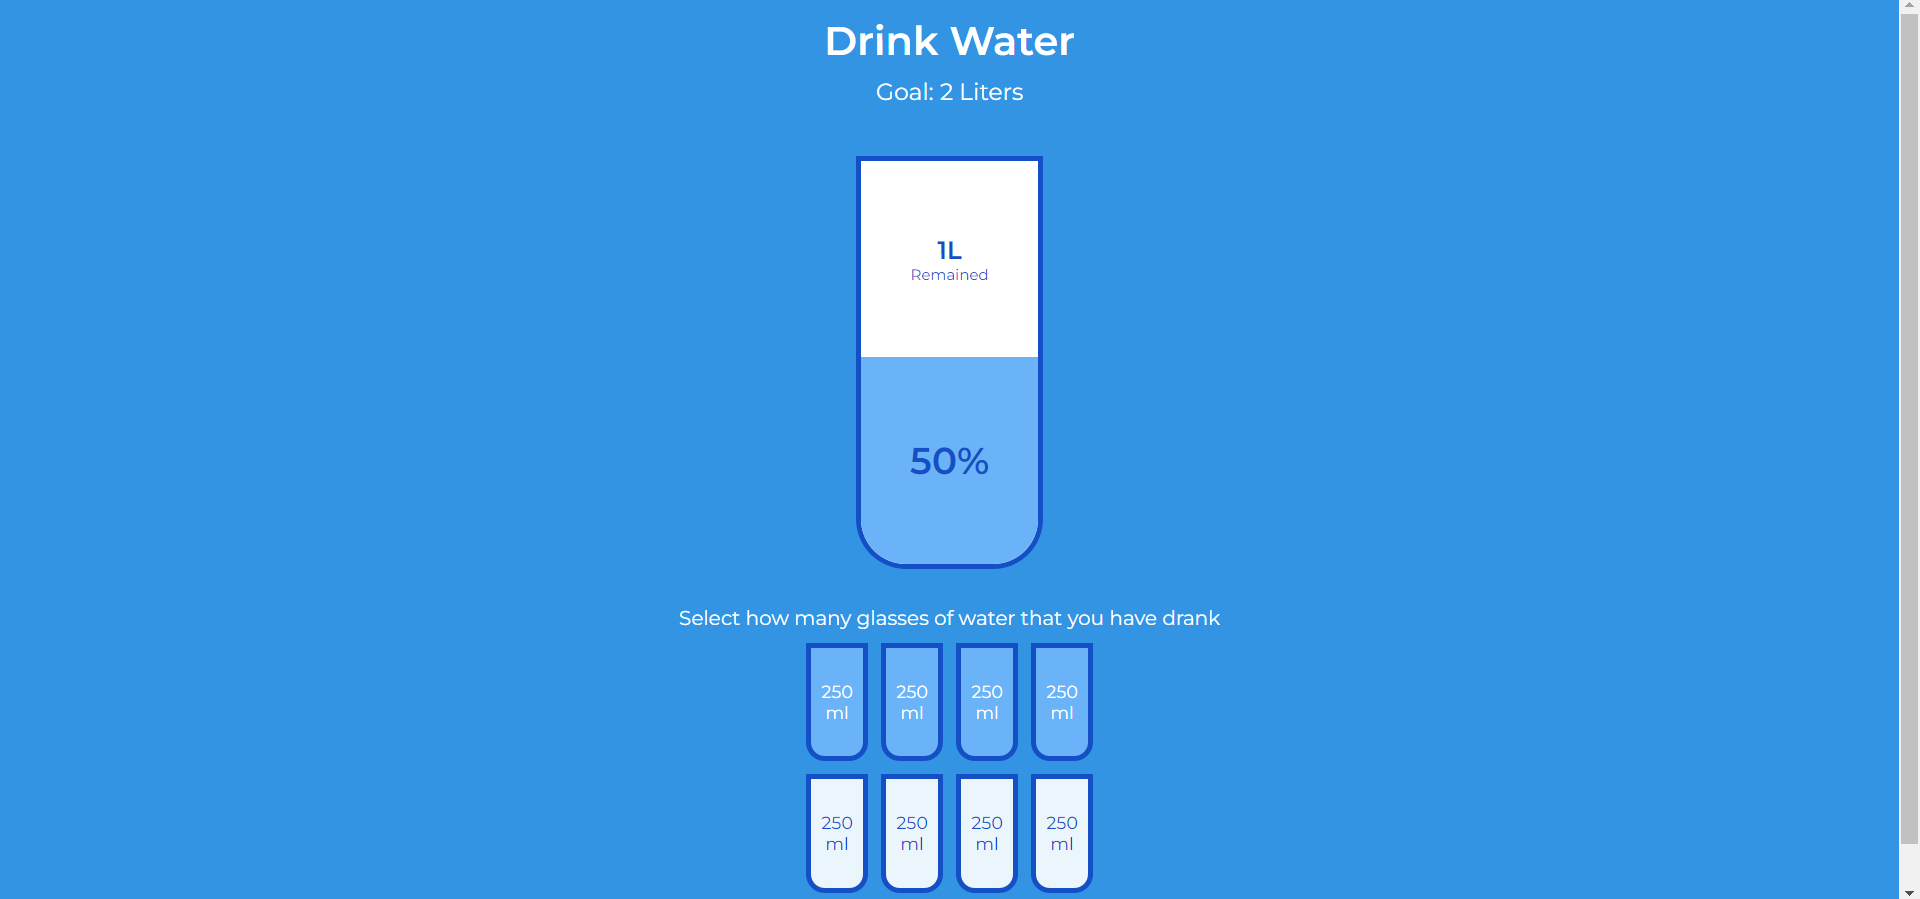 Drink Water
Goal: 2 Liters
1L
Remained
50%
Select how many glasses of water that you have drank
250 250 250 250
ml ml ml ml
250 250 250 250
ml ml ml ml